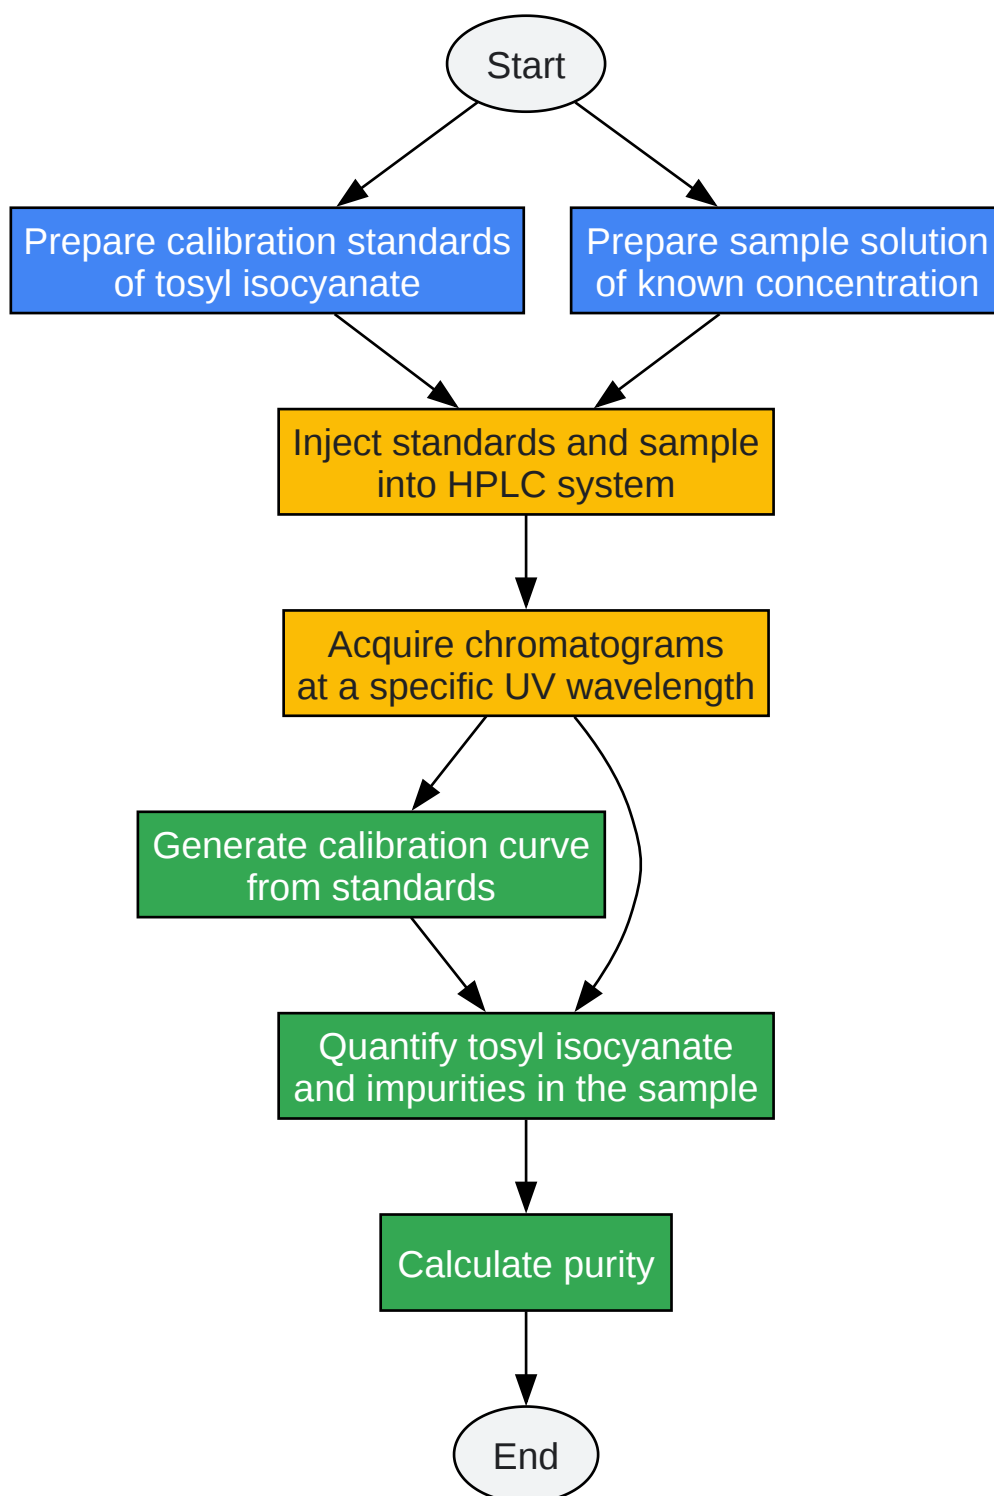 Start
Prepare calibration standards
of tosyl isocyanate
Prepare sample solution
of known concentration
Inject standards and sample
into HPLC system
Acquire chromatograms
at a specific UV wavelength
Generate calibration curve
from standards
Quantify tosyl isocyanate
and impurities in the sample
Calculate purity
End